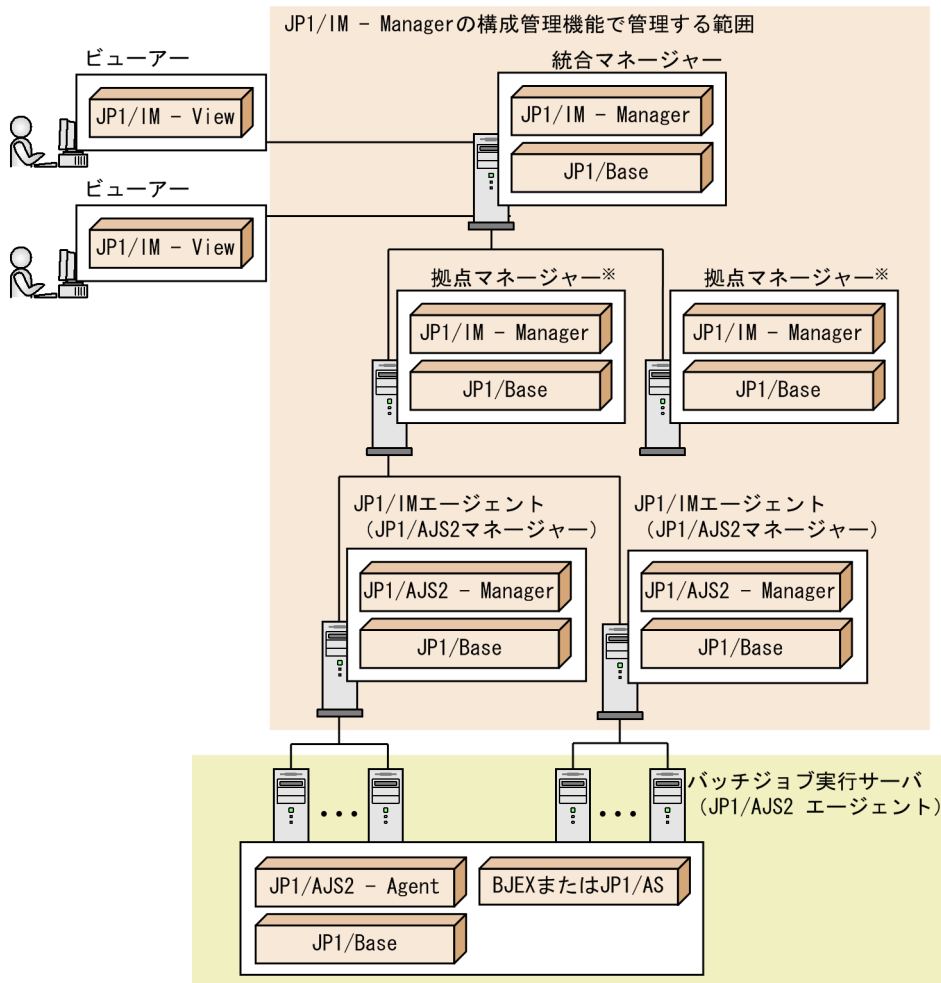 JP1/IM - Managerの構成管理機能で管理する範囲
ビューアー
JP1/IM - View
統合マネージャー
JP1/IM - Manager
JP1/Base
ビューアー
JP1/IM - View
拠点マネージャー※
JP1/IM - Manager
JP1/Base
拠点マネージャー※
JP1/IM - Manager
JP1/Base
JP1/IMエージェント
（JP1/AJS2マネージャー）
JP1/AJS2 - Manager
JP1/Base
JP1/IMエージェント
（JP1/AJS2マネージャー）
JP1/AJS2 - Manager
JP1/Base
バッチジョブ実行サーバ
（JP1/AJS2 エージェント）
JP1/AJS2 - Agent
BJEXまたはJP1/AS
JP1/Base